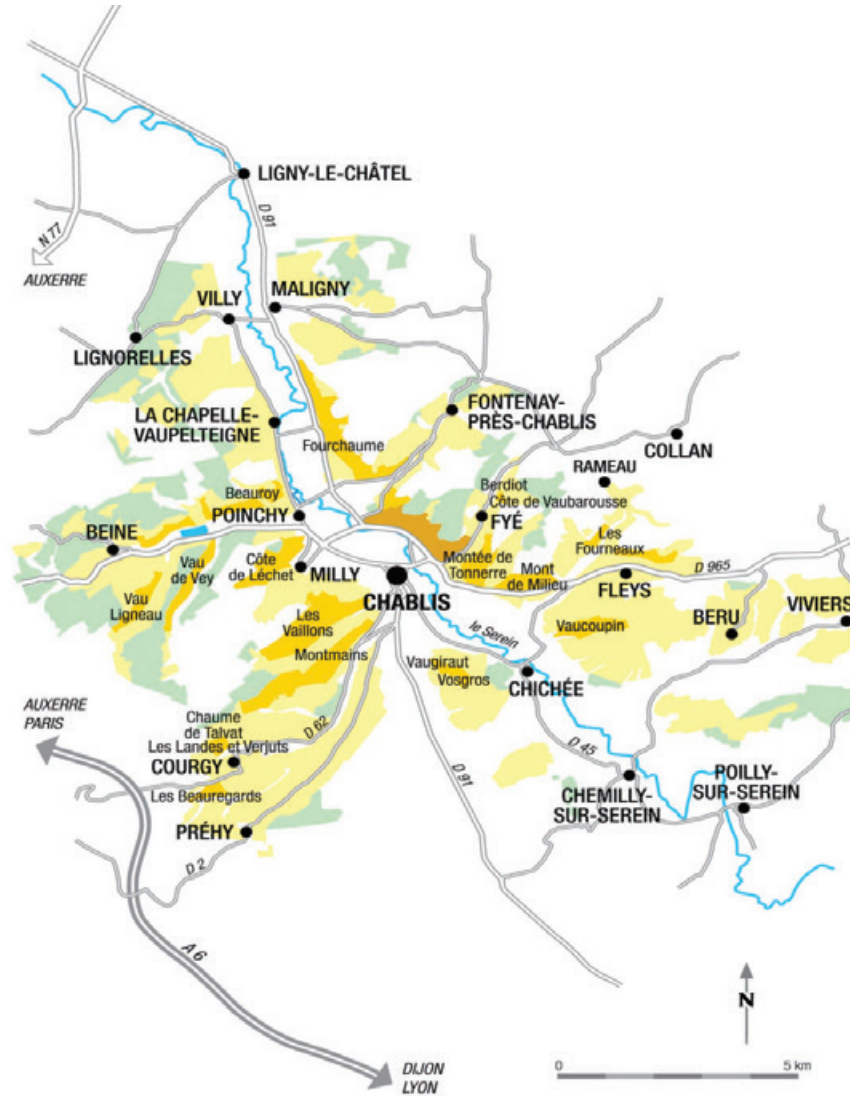 LIGNY-LE-CHÂTEL
D 91
N 77
AUXERRE
VILLY
MALIGNY
LIGNORELLES
LA CHAPELLE-
VAUPELTEIGNE
FONTENAY-
PRÈS-CHABLIS
Fourchaume
COLLAN
RAMEAU
Berdiot
Côte de Vaubarousse
Beauroy
POINCHY
FYÉ
BEINE
Les
Fourneaux
Vau
de Vey
Côte
de Léchet
MILLY
Montée de
Tonnerre
Mont
de Milieu
D 965
FLEYS
CHABLIS
Vau
Ligneau
Les
Vaillons
BERU
VIVIERS
le Serein
Vaucoupin
Montmains
Vaugiraut
Vosgros
CHICHÉE
AUXERRE
PARIS
Chaume
de Talvat
D 62
Les Landes et Verjuts
COURGY
D 91
D 45
Les Beauregards
CHEMILLY-
SUR-SEREIN
POILLY-
SUR-SEREIN
PRÉHY
D 2
A 6
N
0
5 km
DIJON
LYON